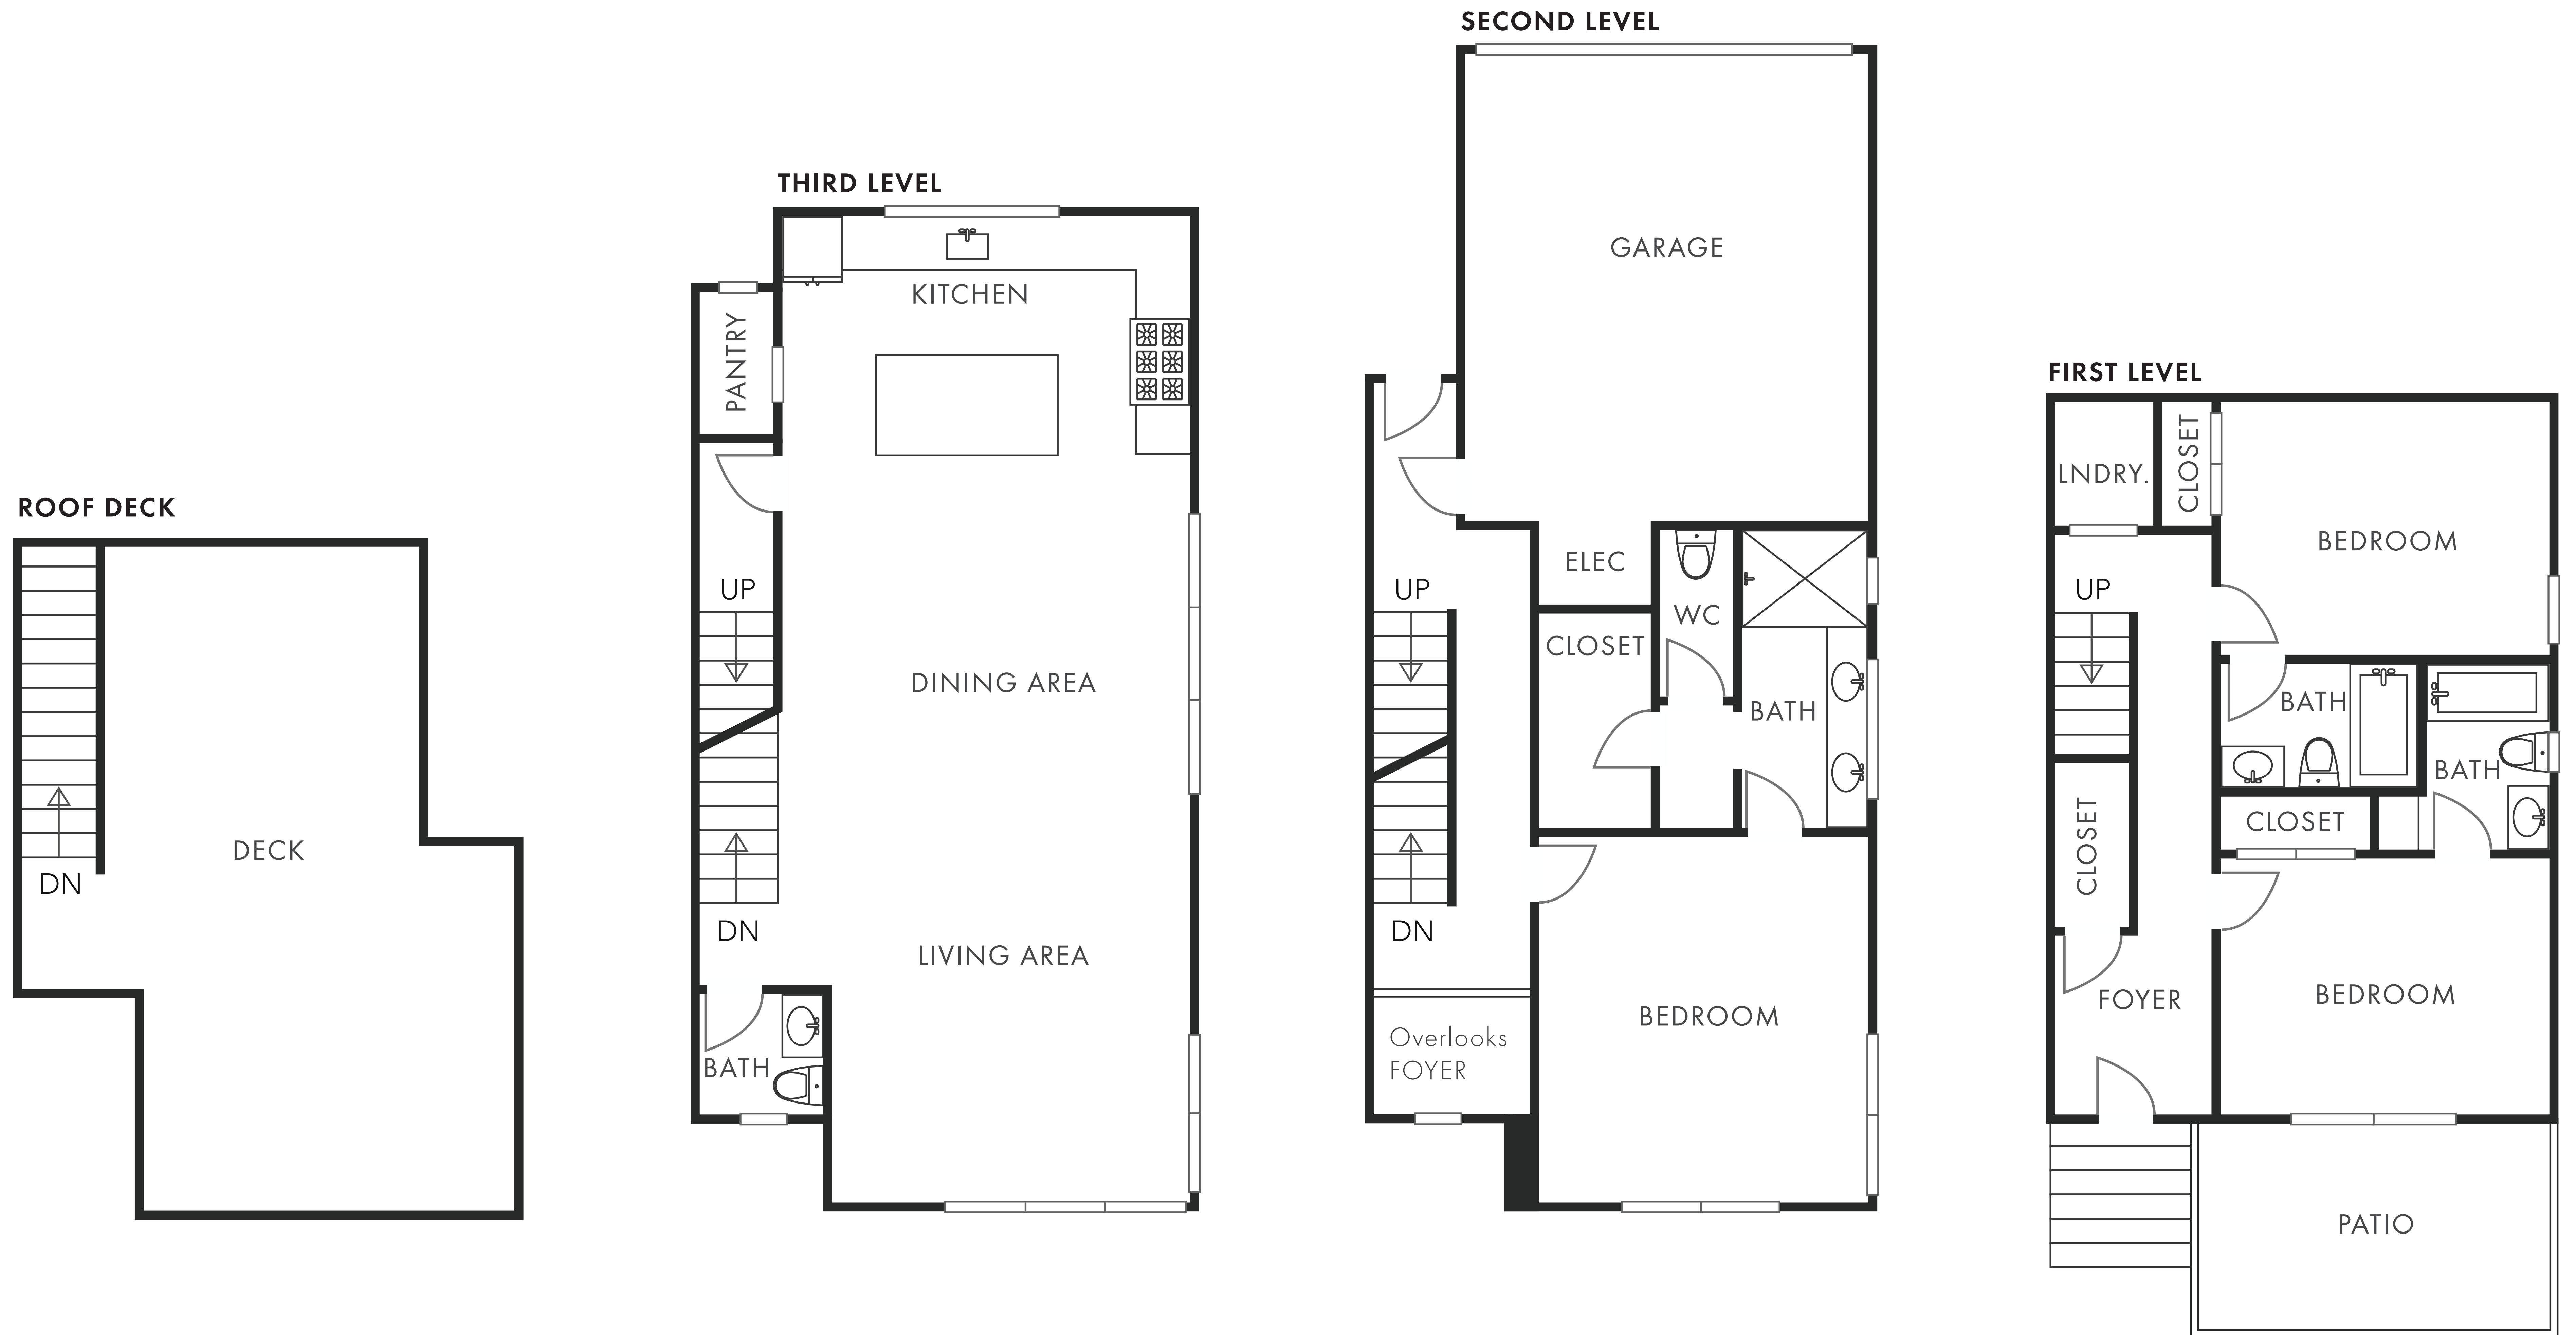 ROOF DECK
DECK
DN
THIRD LEVEL
KITCHEN
PANTRY
UP
DINING AREA
DN
LIVING AREA
BATH
SECOND LEVEL
GARAGE
ELEC
UP
WC
CLOSET
BATH
DN
BEDROOM
Overlooks
FOYER
FIRST LEVEL
LNDRY.
CLOSET
BEDROOM
UP
BATH
BATH
CLOSET
CLOSET
FOYER
BEDROOM
PATIO